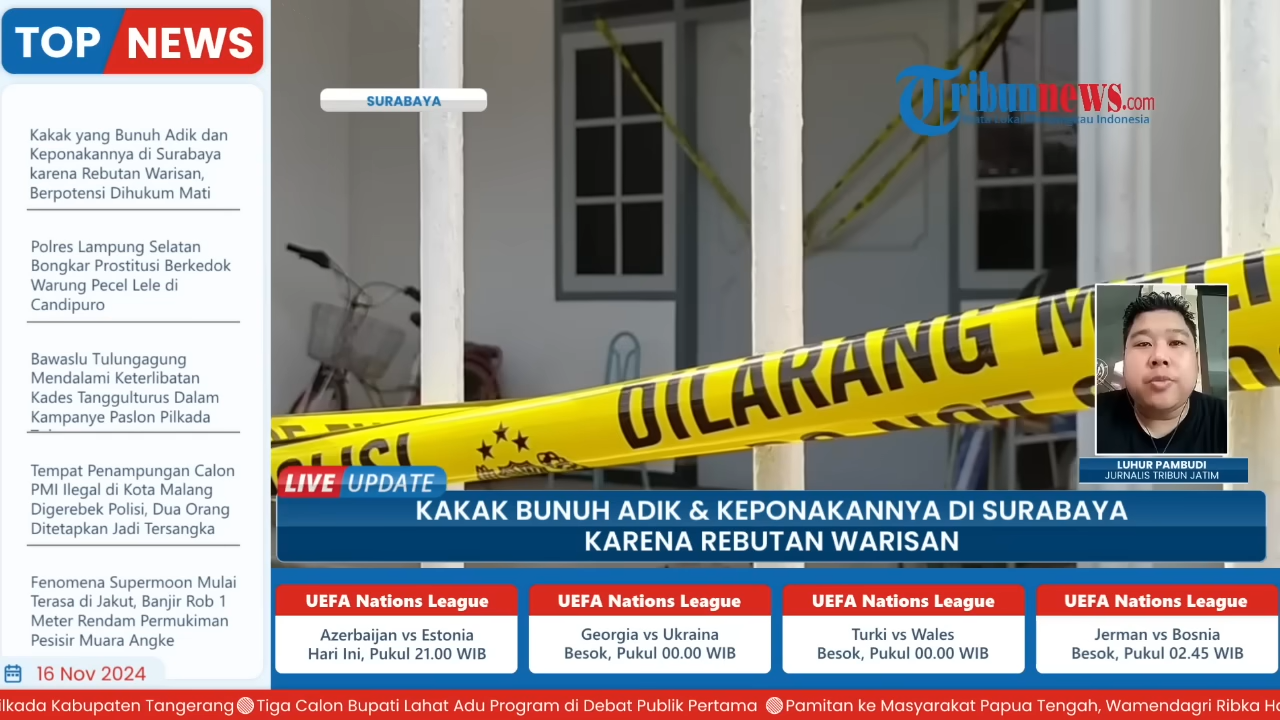 TOP NEWS
Kakak yang Bunuh Adik dan
Keponakannya di Surabaya
karena Rebutan Warisan,
Berpotensi Dihukum Mati
Polres Lampung Selatan
Bongkar Prostitusi Berkedok
Warung Pecel Lele di
Candipuro
Bawaslu Tulungagung
Mendalami Keterlibatan
Kades Tanggulturus Dalam
Kampanye Paslon Pilkada
Tempat Penampungan Calon
PMI Ilegal di Kota Malang
Digerebek Polisi, Dua Orang
Ditetapkan Jadi Tersangka
Fenomena Supermoon Mulai
Terasa di Jakut, Banjir Rob 1
Meter Rendam Permukiman
Pesisir Muara Angke
16 Nov 2024
SURABAYA
Tribunnews.com
Indonesia
DILARANG
NOT
LUHUR PAMBUDI
JURNALIS TRIBUN JATIM
LIVE UPDATE
KAKAK BUNUH ADIK & KEPONAKANNYA DI SURABAYA
KARENA REBUTAN WARISAN
UEFA Nations League
Azerbaijan vs Estonia
Hari Ini, Pukul 21.00 WIB
UEFA Nations League
Georgia vs Ukraina
Besok, Pukul 00.00 WIB
UEFA Nations League
Turki vs Wales
Besok, Pukul 00.00 WIB
UEFA Nations League
Jerman vs Bosnia
Besok, Pukul 02.45 WIB
ilkada Kabupaten Tangerang Tiga Calon Bupati Lahat Adu Program di Debat Publik Pertama Pamitan ke Masyarakat Papua Tengah, Wamendagri Ribka